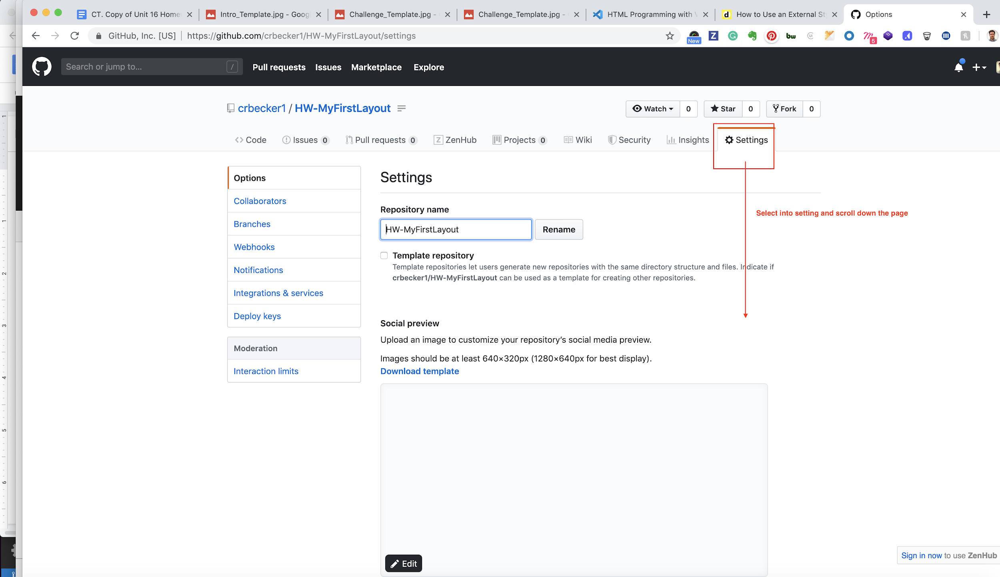 CT. Copy of Unit 16 Home
Intro_Template.jpg - Goog
Challenge_Template.jpg -
Challenge_Template.jpg -
HTML Programming with V
How to Use an External St
Options
GitHub, Inc. [US] https://github.com/crbecker1/HW-MyFirstLayout/settings
New
5
Search or jump to... /
Pull requests Issues Marketplace Explore
crbecker1 / HW-MyFirstLayout
Watch 0 Star 0 Fork 0
Code Issues 0 Pull requests 0 ZenHub Projects 0 Wiki Security Insights Settings
Options
Collaborators
Branches
Webhooks
Notifications
Integrations & services
Deploy keys
Moderation
Interaction limits
Settings
Repository name
HW-MyFirstLayout Rename
Select into setting and scroll down the page
Template repository
Template repositories let users generate new repositories with the same directory structure and files. Indicate if
crbecker1/HW-MyFirstLayout can be used as a template for creating other repositories.
Social preview
Upload an image to customize your repository’s social media preview.
Images should be at least 640×320px (1280×640px for best display).
Download template
Edit
Sign in now to use ZenHub
1
1
2
3
4
5
6